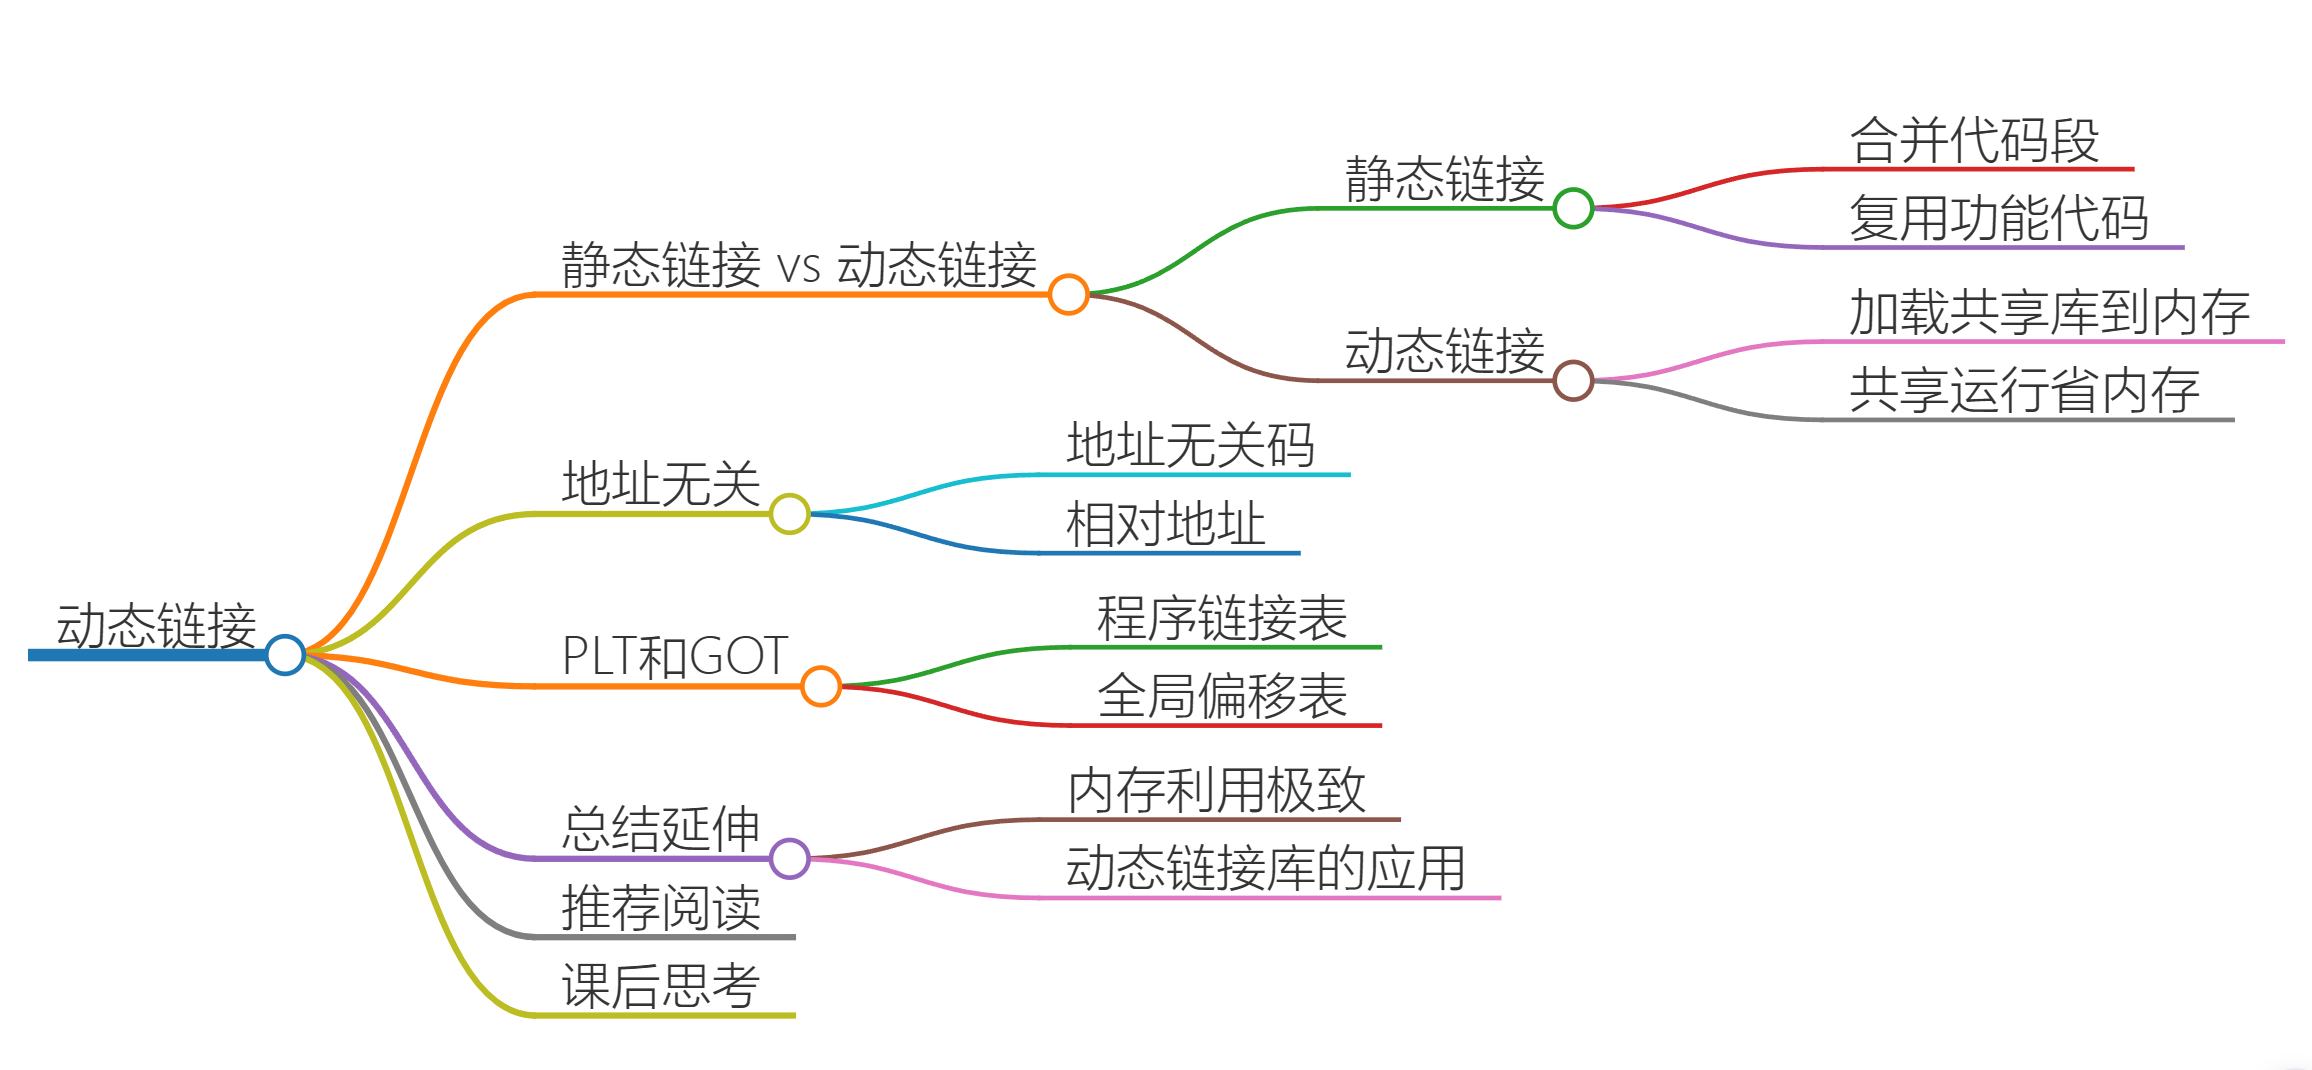 动态链接
静态链接 vs 动态链接
静态链接
合并代码段
复用功能代码
动态链接
加载共享库到内存
共享运行省内存
地址无关
地址无关码
相对地址
PLT和GOT
程序链接表
全局偏移表
总结延伸
内存利用极致
动态链接库的应用
推荐阅读
课后思考